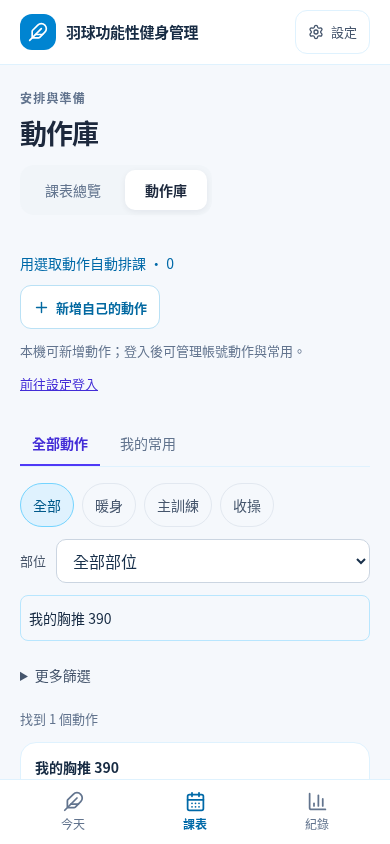 羽球功能性健身管理
設定
安排與準備
動作庫
課表總覽
動作庫
用選取動作自動排課 · 0
新增自己的動作
本機可新增動作；登入後可管理帳號動作與常用。
前往設定登入
全部動作
我的常用
全部
暖身
主訓練
收操
部位
全部部位
我的胸推 390
更多篩選
找到 1 個動作
我的胸推 390
今天
課表
紀錄